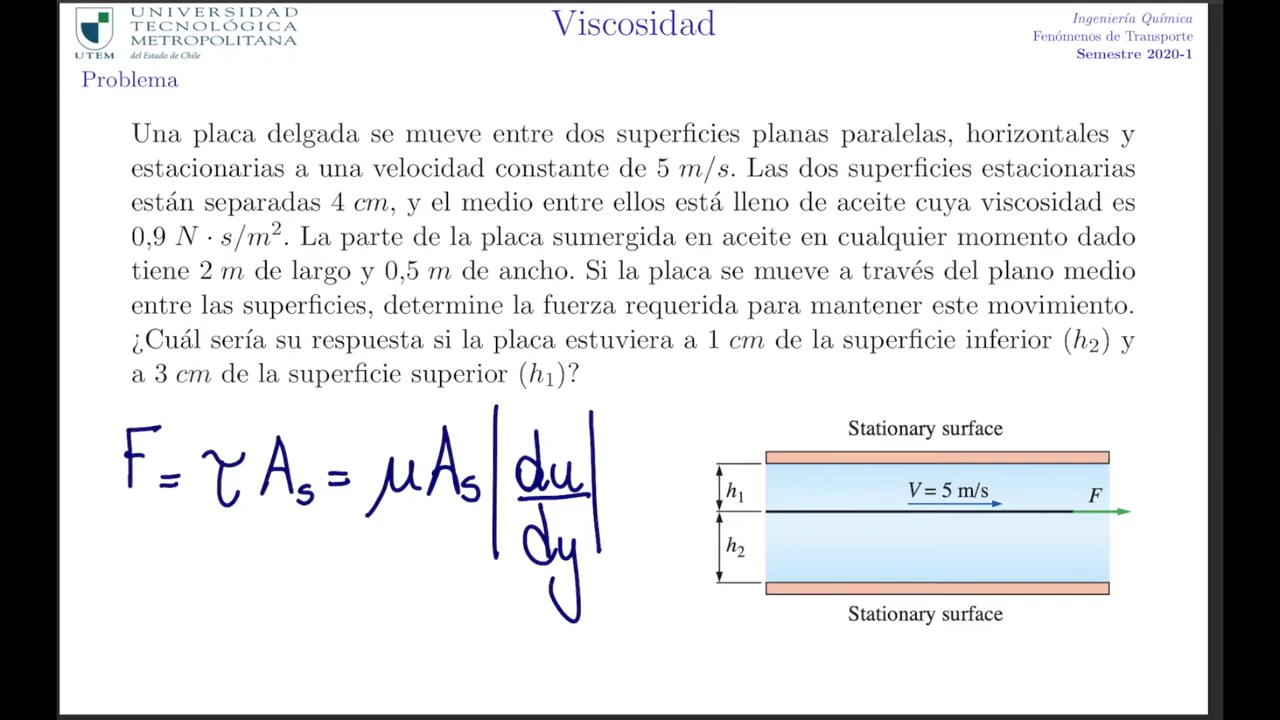 UNIVERSIDAD
TECNOLÓGICA
METROPOLITANA
UTEM del Estado de Chile
Viscosidad
Ingeniería Química
Fenómenos de Transporte
Semestre 2020-1
Problema
Una placa delgada se mueve entre dos superficies planas paralelas, horizontales y
estacionarias a una velocidad constante de 5 m/s. Las dos superficies estacionarias
están separadas 4 cm, y el medio entre ellos está lleno de aceite cuya viscosidad es
0,9 N · s/m². La parte de la placa sumergida en aceite en cualquier momento dado
tiene 2 m de largo y 0,5 m de ancho. Si la placa se mueve a través del plano medio
entre las superficies, determine la fuerza requerida para mantener este movimiento.
¿Cuál sería su respuesta si la placa estuviera a 1 cm de la superficie inferior (h₂) y
a 3 cm de la superficie superior (h₁)?
F = τ Aₛ = μ Aₛ |du/dy|
Stationary surface
h₁
V = 5 m/s
F
h₂
Stationary surface